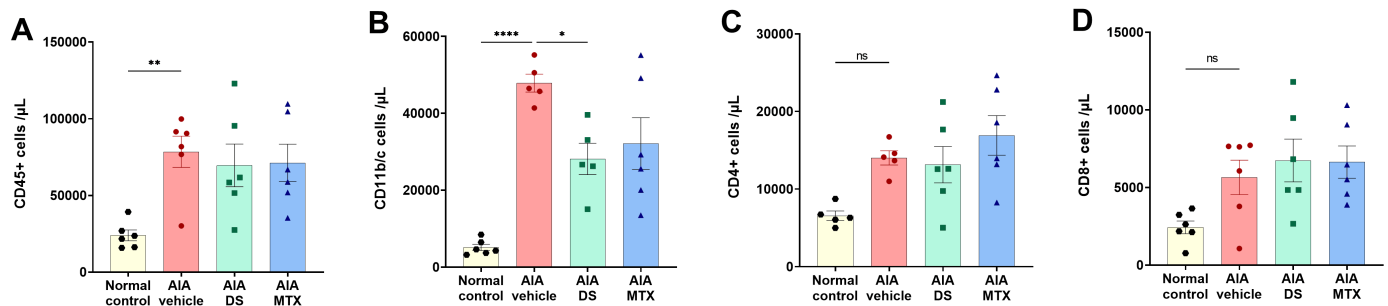 A
CD45+ cells /µL
150000
100000
50000
0
**
Normal control
AIA vehicle
AIA DS
AIA MTX
B
CD11b/c cells /µL
60000
40000
20000
0
****
*
Normal control
AIA vehicle
AIA DS
AIA MTX
C
CD4+ cells /µL
30000
20000
10000
0
ns
Normal control
AIA vehicle
AIA DS
AIA MTX
D
CD8+ cells /µL
15000
10000
5000
0
ns
Normal control
AIA vehicle
AIA DS
AIA MTX